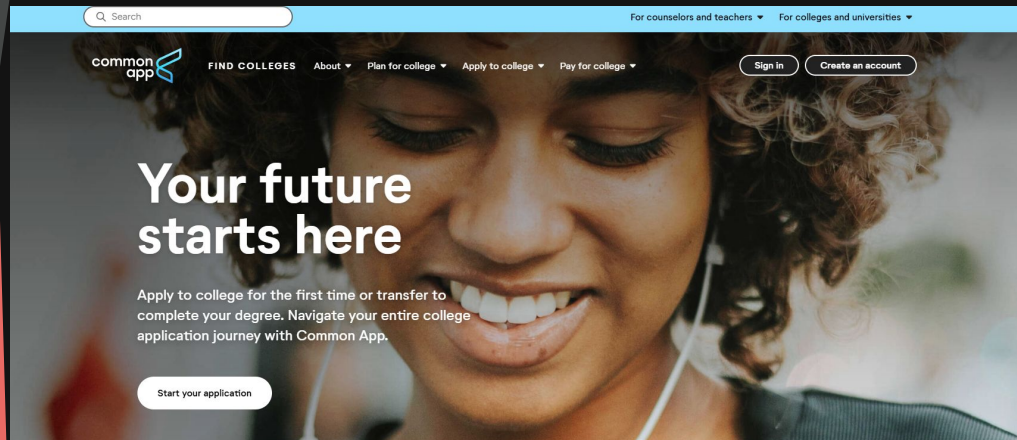 Search
For counselors and teachers
For colleges and universities
common
app
FIND COLLEGES
About
Plan for college
Apply to college
Pay for college
Sign in
Create an account
Your future
starts here
Apply to college for the first time or transfer to
complete your degree. Navigate your entire college
application journey with Common App.
Start your application